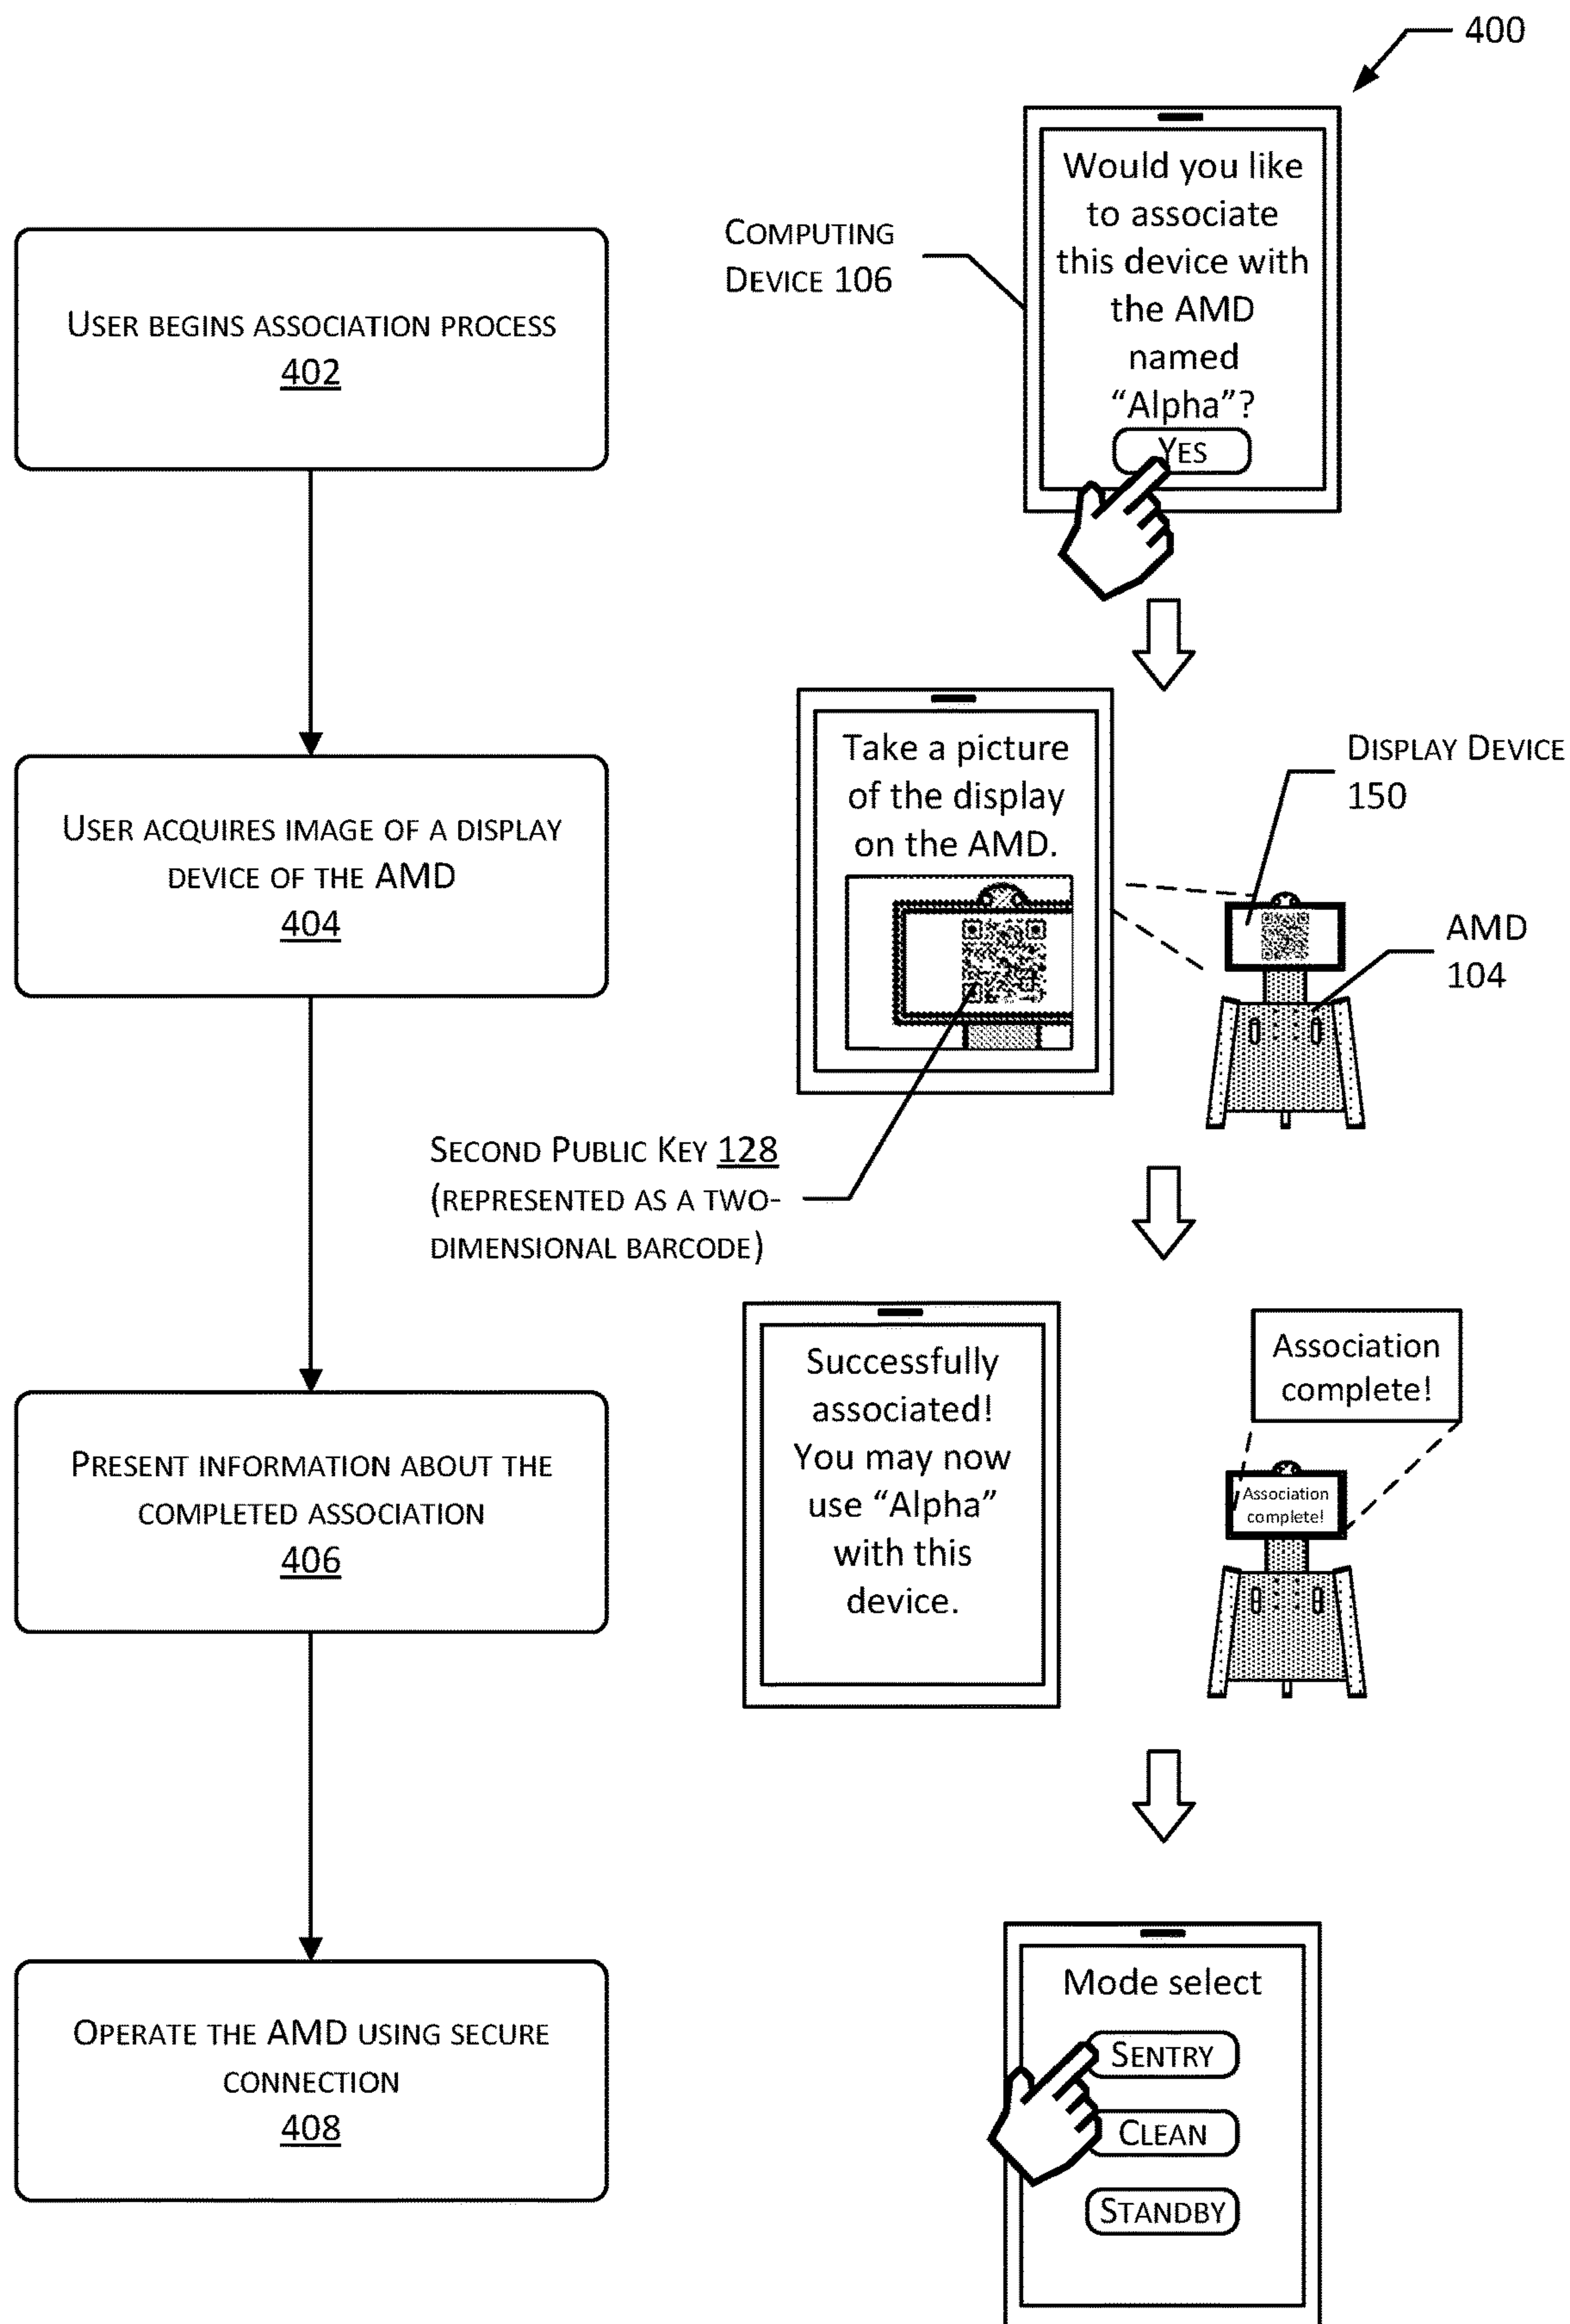 400
Would you like
to associate
this device with
the AMD
named
“Alpha”?
YES
COMPUTING
DEVICE 106
USER BEGINS ASSOCIATION PROCESS
402
Take a picture
of the display
on the AMD.
DISPLAY DEVICE
150
AMD
104
USER ACQUIRES IMAGE OF A DISPLAY
DEVICE OF THE AMD
404
SECOND PUBLIC KEY 128
(REPRESENTED AS A TWO-
DIMENSIONAL BARCODE)
Successfully
associated!
You may now
use “Alpha”
with this
device.
Association
complete!
Association
complete!
PRESENT INFORMATION ABOUT THE
COMPLETED ASSOCIATION
406
Mode select
SENTRY
CLEAN
STANDBY
OPERATE THE AMD USING SECURE
CONNECTION
408